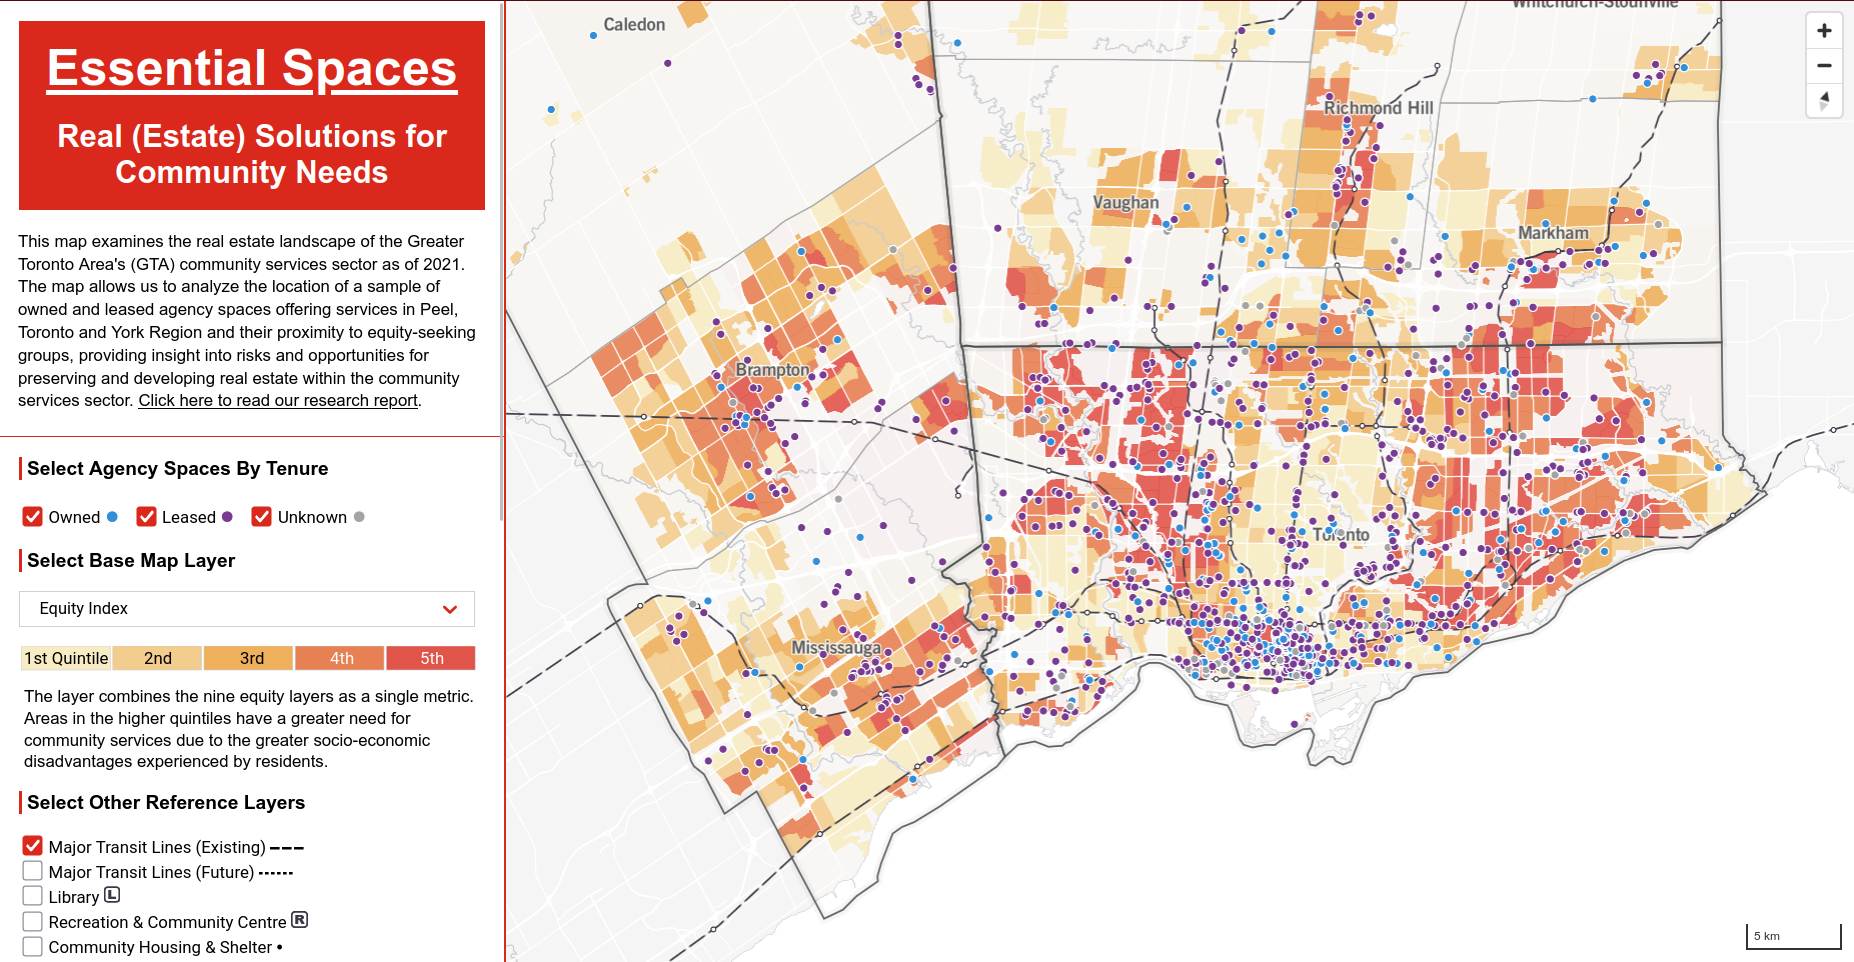 Essential Spaces
Real (Estate) Solutions for
Community Needs
This map examines the real estate landscape of the Greater
Toronto Area's (GTA) community services sector as of 2021.
The map allows us to analyze the location of a sample of
owned and leased agency spaces offering services in Peel,
Toronto and York Region and their proximity to equity-seeking
groups, providing insight into risks and opportunities for
preserving and developing real estate within the community
services sector. Click here to read our research report.
Select Agency Spaces By Tenure
Owned Leased Unknown
Select Base Map Layer
Equity Index
1st Quintile 2nd 3rd 4th 5th
The layer combines the nine equity layers as a single metric.
Areas in the higher quintiles have a greater need for
community services due to the greater socio-economic
disadvantages experienced by residents.
Select Other Reference Layers
Major Transit Lines (Existing)
Major Transit Lines (Future)
Library L
Recreation & Community Centre R
Community Housing & Shelter
Caledon
Whitchurch-Stouffville
Richmond Hill
Vaughan
Markham
Brampton
Toronto
Mississauga
5 km